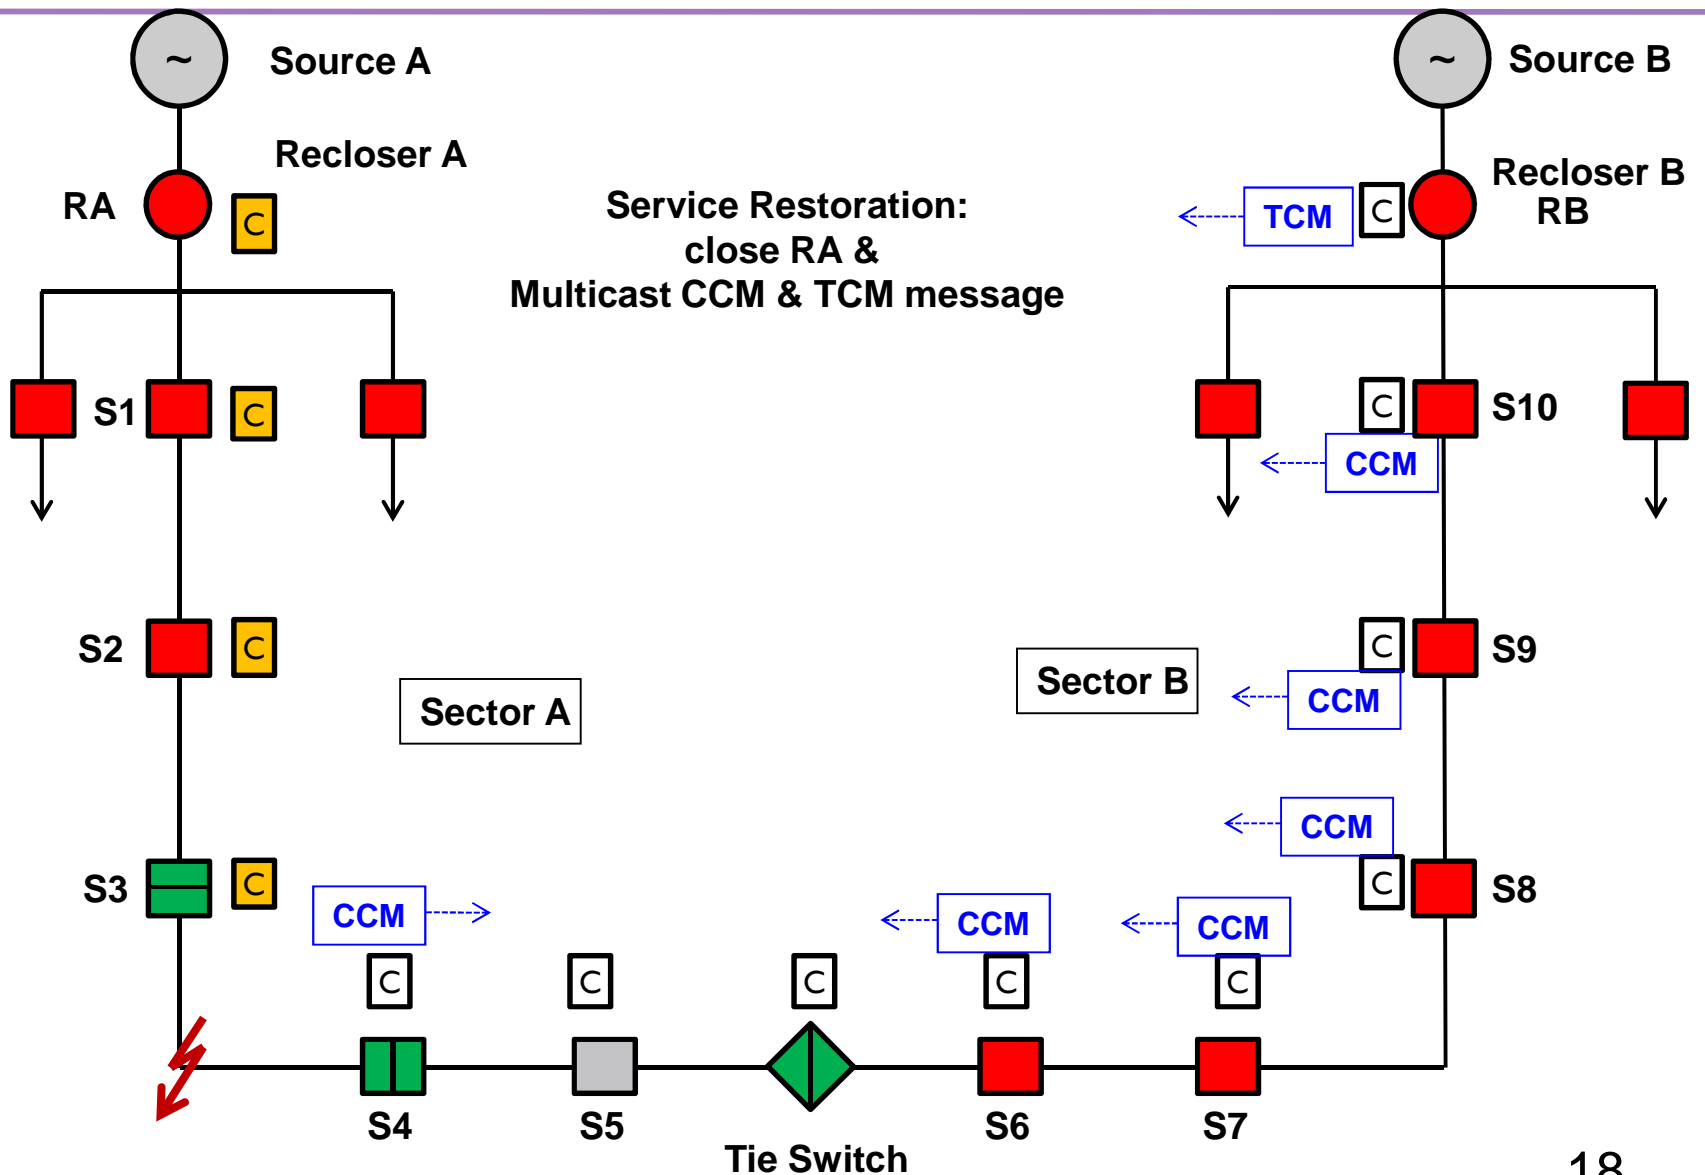 ~
Source A
~
Source B
Recloser A
RA
C
Service Restoration:
close RA &
Multicast CCM & TCM message
TCM
C
Recloser B
RB
S1
C
C
S10
CCM
S2
C
C
S9
Sector A
Sector B
CCM
CCM
S3
C
C
S8
CCM
CCM
CCM
C
C
C
C
C
S4
S5
S6
S7
Tie Switch
18